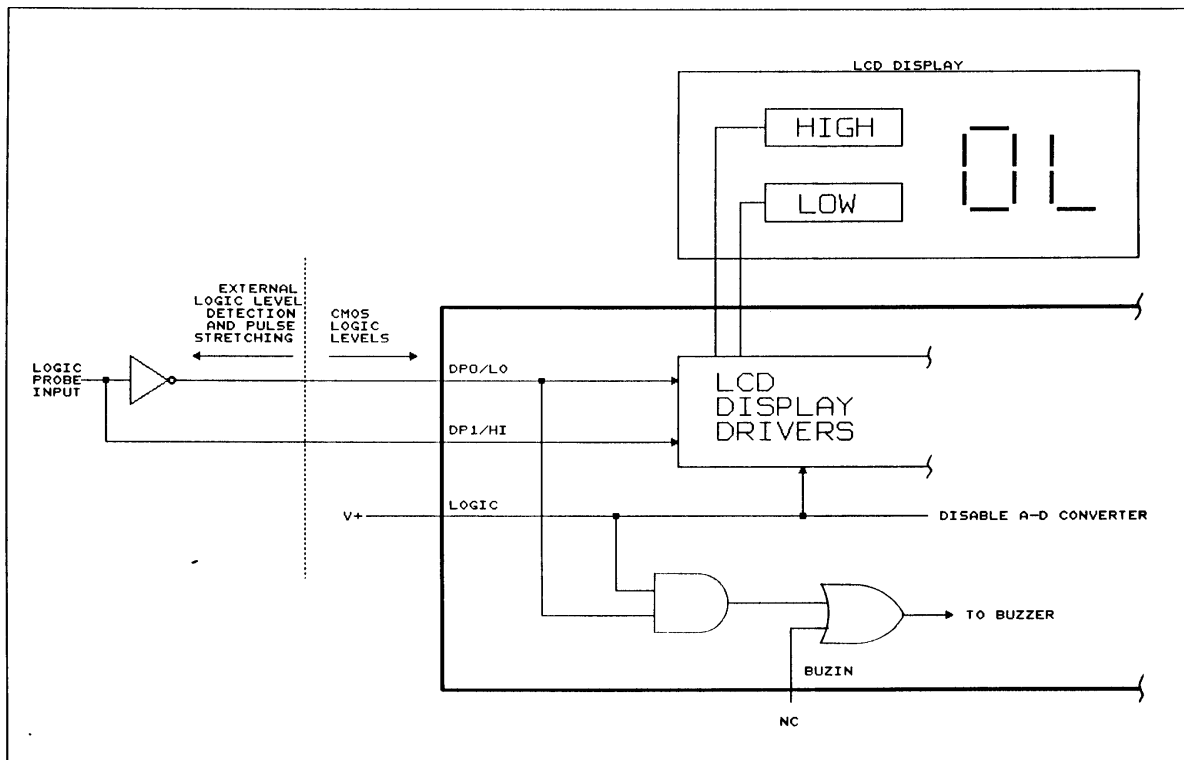 LCD DISPLAY
HIGH
LOW
OL
EXTERNAL
LOGIC LEVEL
DETECTION
AND PULSE
STRETCHING
CMOS
LOGIC
LEVELS
LOGIC
PROBE
INPUT
DP0/LO
DP1/HI
LCD
DISPLAY
DRIVERS
V+
LOGIC
DISABLE A-D CONVERTER
TO BUZZER
BUZIN
NC